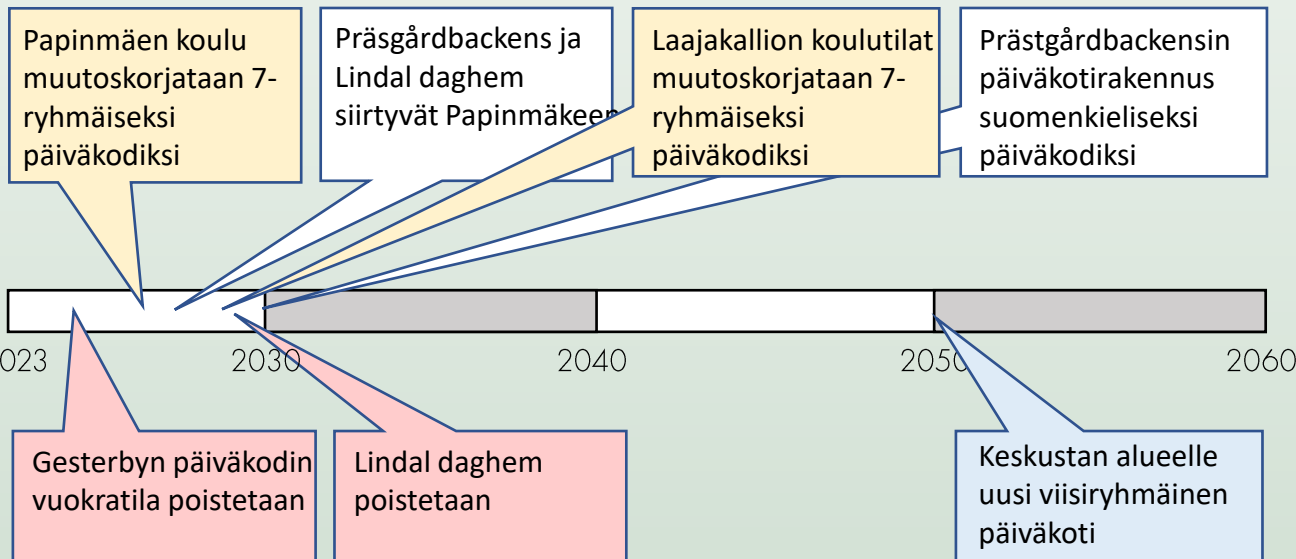 Papinmäen koulu
muutoskorjataan 7-
ryhmäiseksi
päiväkodiksi
Präsgårdbackens ja
Lindal daghem
siirtyvät Papinmäkeen
Laajakallion koulutilat
muutoskorjataan 7-
ryhmäiseksi
päiväkodiksi
Prästgårdbackensin
päiväkotirakennus
suomenkieliseksi
päiväkodiksi
023
2030
2040
2050
2060
Gesterbyn päiväkodin
vuokratila poistetaan
Lindal daghem
poistetaan
Keskustan alueelle
uusi viisiryhmäinen
päiväkoti